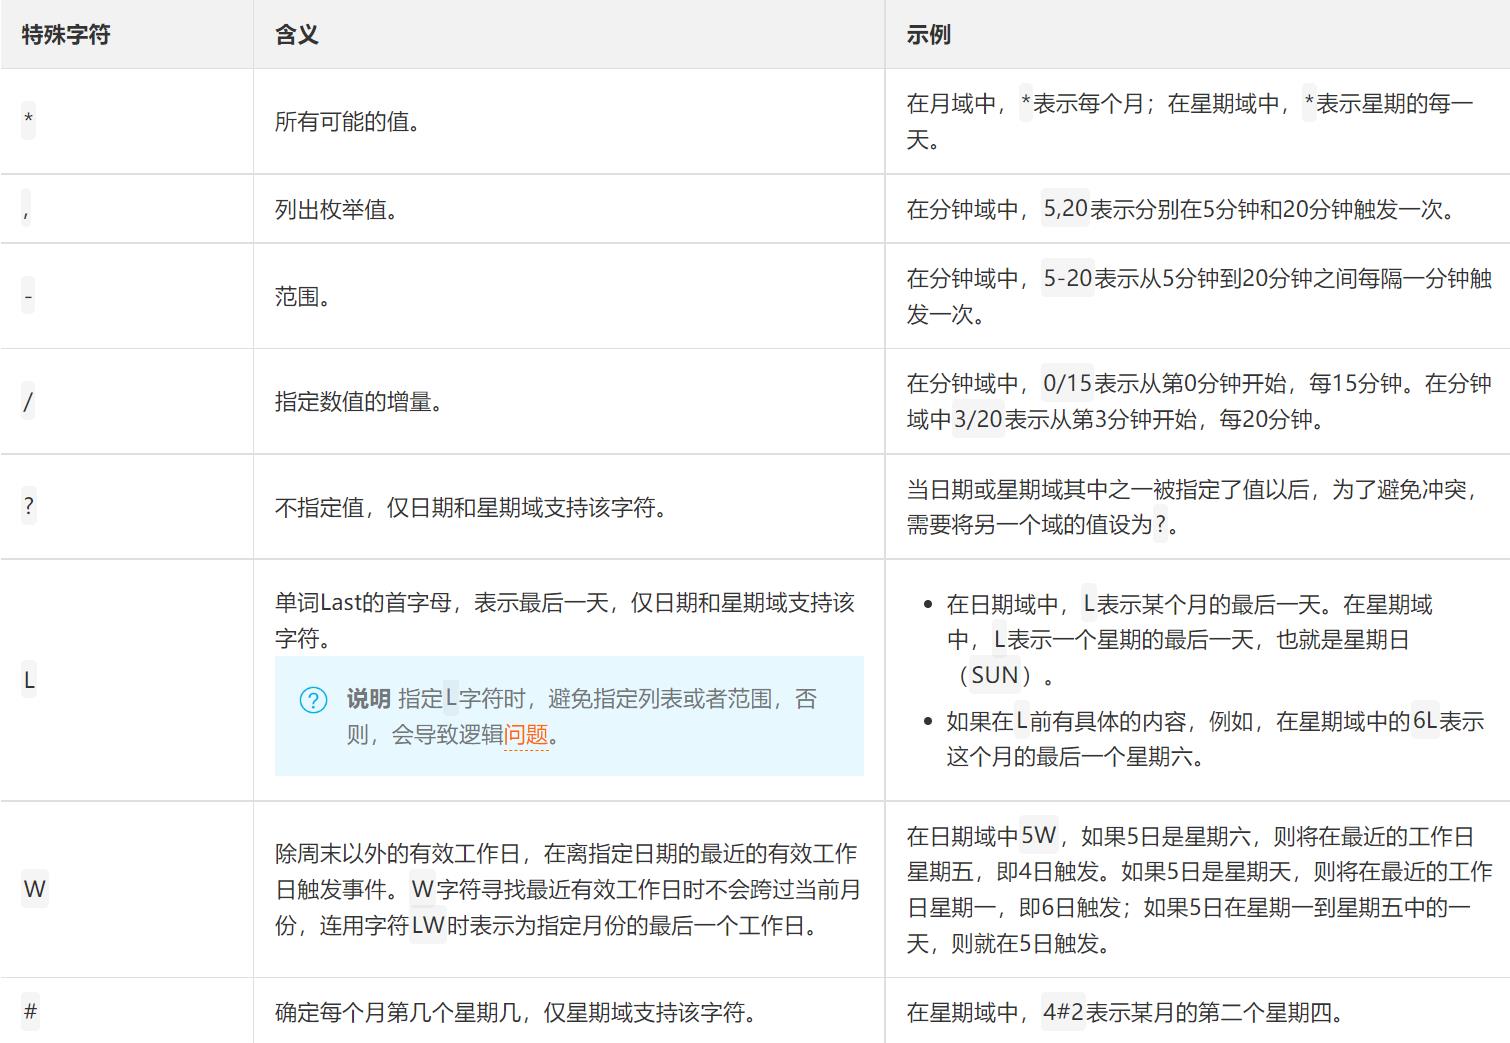 特殊字符
含义
示例
*
所有可能的值。
在月域中，*表示每个月；在星期域中，*表示星期的每一
天。
,
列出枚举值。
在分钟域中，5,20表示分别在5分钟和20分钟触发一次。
-
范围。
在分钟域中，5-20表示从5分钟到20分钟之间每隔一分钟触
发一次。
/
指定数值的增量。
在分钟域中，0/15表示从第0分钟开始，每15分钟。在分钟
域中3/20表示从第3分钟开始，每20分钟。
?
不指定值，仅日期和星期域支持该字符。
当日期或星期域其中之一被指定了值以后，为了避免冲突，
需要将另一个域的值设为?。
L
单词Last的首字母，表示最后一天，仅日期和星期域支持该
字符。
说明 指定L字符时，避免指定列表或者范围，否
则，会导致逻辑问题。
在日期域中，L表示某个月的最后一天。在星期域
中，L表示一个星期的最后一天，也就是星期日
（SUN）。
如果在L前有具体的内容，例如，在星期域中的6L表示
这个月的最后一个星期六。
W
除周末以外的有效工作日，在离指定日期的最近的有效工作
日触发事件。W字符寻找最近有效工作日时不会跨过当前月
份，连用字符LW时表示为指定月份的最后一个工作日。
在日期域中5W，如果5日是星期六，则将在最近的工作日
星期五，即4日触发。如果5日是星期天，则将在最近的工作
日星期一，即6日触发；如果5日在星期一到星期五中的一
天，则就在5日触发。
#
确定每个月第几个星期几，仅星期域支持该字符。
在星期域中，4#2表示某月的第二个星期四。